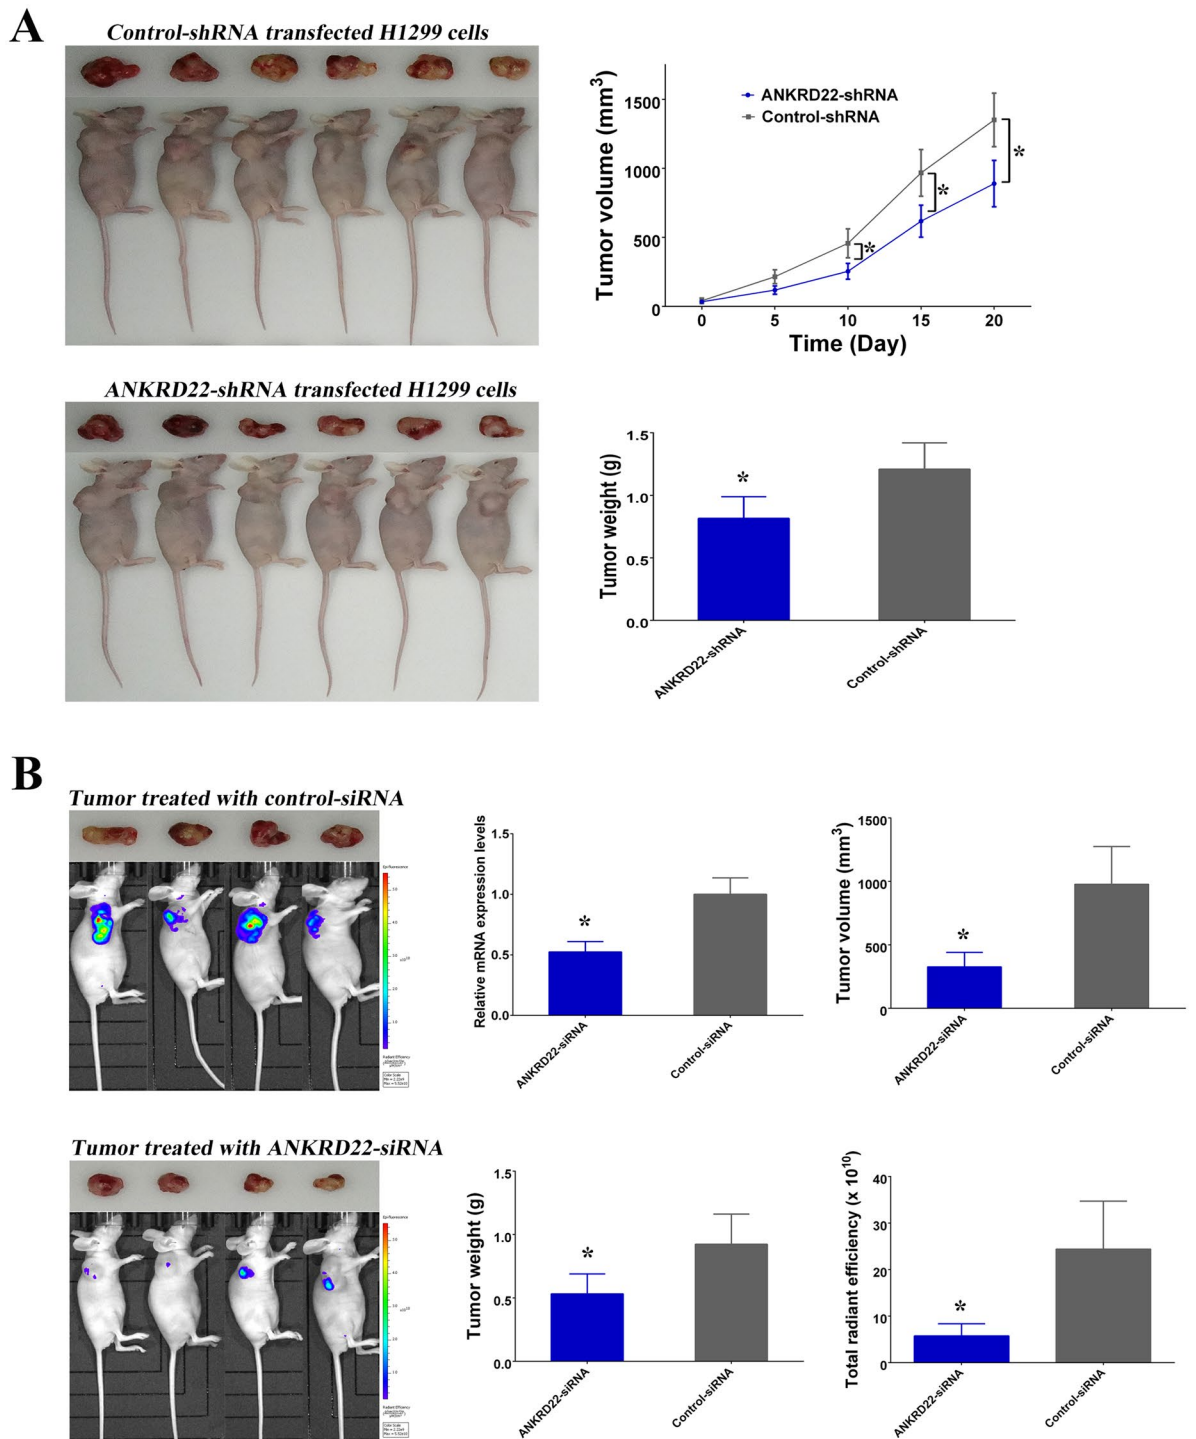 A
Control-shRNA transfected H1299 cells
Tumor volume (mm³)
1500
1000
500
0
ANKRD22-shRNA
Control-shRNA
*
*
*
0 5 10 15 20
Time (Day)
ANKRD22-shRNA transfected H1299 cells
Tumor weight (g)
1.5
1.0
0.5
0.0
*
ANKRD22-shRNA
Control-shRNA
B
Tumor treated with control-siRNA
Relative mRNA expression levels
1.5
1.0
0.5
0.0
*
ANKRD22-siRNA
Control-siRNA
Tumor volume (mm³)
1500
1000
500
0
*
ANKRD22-siRNA
Control-siRNA
Tumor treated with ANKRD22-siRNA
Tumor weight (g)
1.5
1.0
0.5
0.0
*
ANKRD22-siRNA
Control-siRNA
Total radiant efficiency (x 10¹⁰)
40
30
20
10
0
*
ANKRD22-siRNA
Control-siRNA